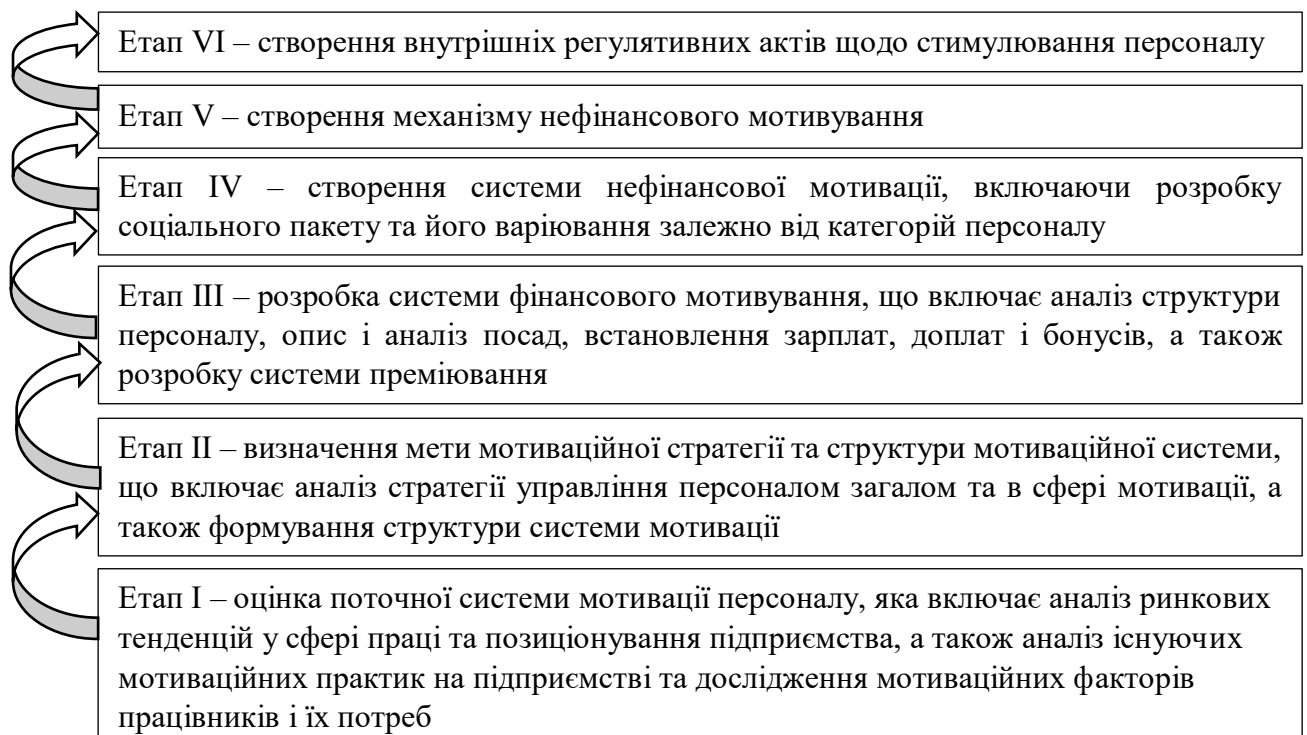 Етап VI – створення внутрішніх регулятивних актів щодо стимулювання персоналу
Етап V – створення механізму нефінансового мотивування
Етап IV – створення системи нефінансової мотивації, включаючи розробку
соціального пакету та його варіювання залежно від категорій персоналу
Етап III – розробка системи фінансового мотивування, що включає аналіз структури
персоналу, опис і аналіз посад, встановлення зарплат, доплат і бонусів, а також
розробку системи преміювання
Етап II – визначення мети мотиваційної стратегії та структури мотиваційної системи,
що включає аналіз стратегії управління персоналом загалом та в сфері мотивації, а
також формування структури системи мотивації
Етап I – оцінка поточної системи мотивації персоналу, яка включає аналіз ринкових
тенденцій у сфері праці та позиціонування підприємства, а також аналіз існуючих
мотиваційних практик на підприємстві та дослідження мотиваційних факторів
працівників і їх потреб